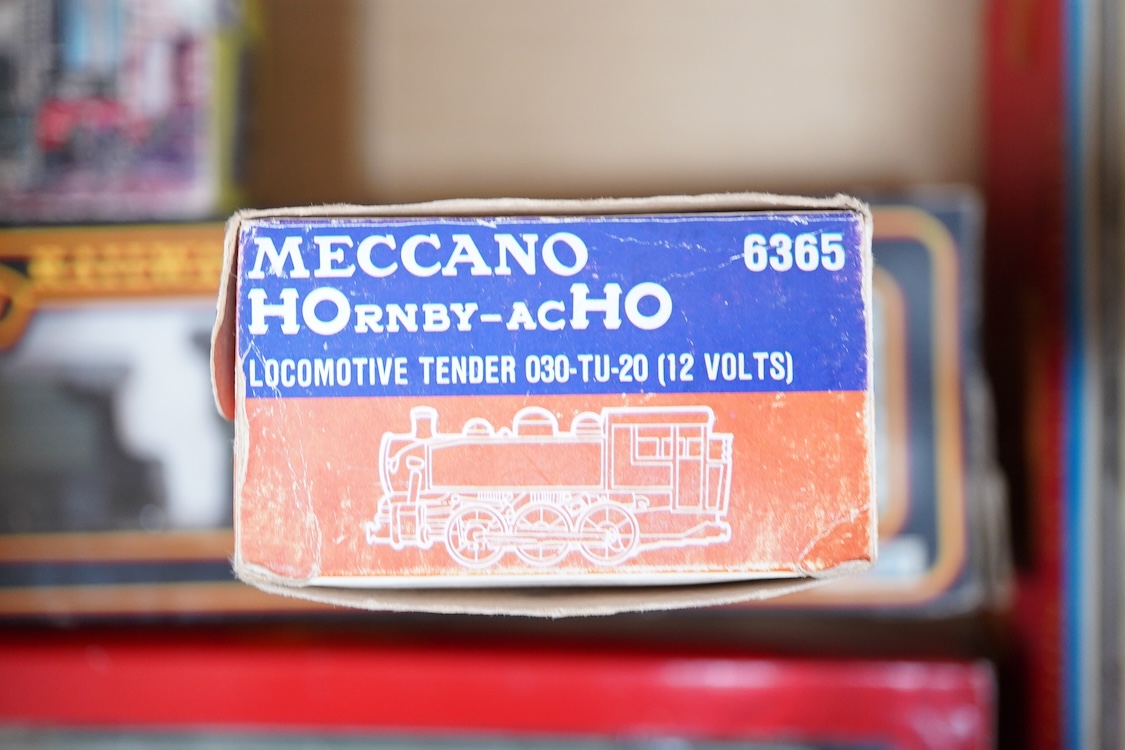 MECCANO 6365
HORNBY-ACHO
LOCOMOTIVE TENDER 030-TU-20 (12 VOLTS)